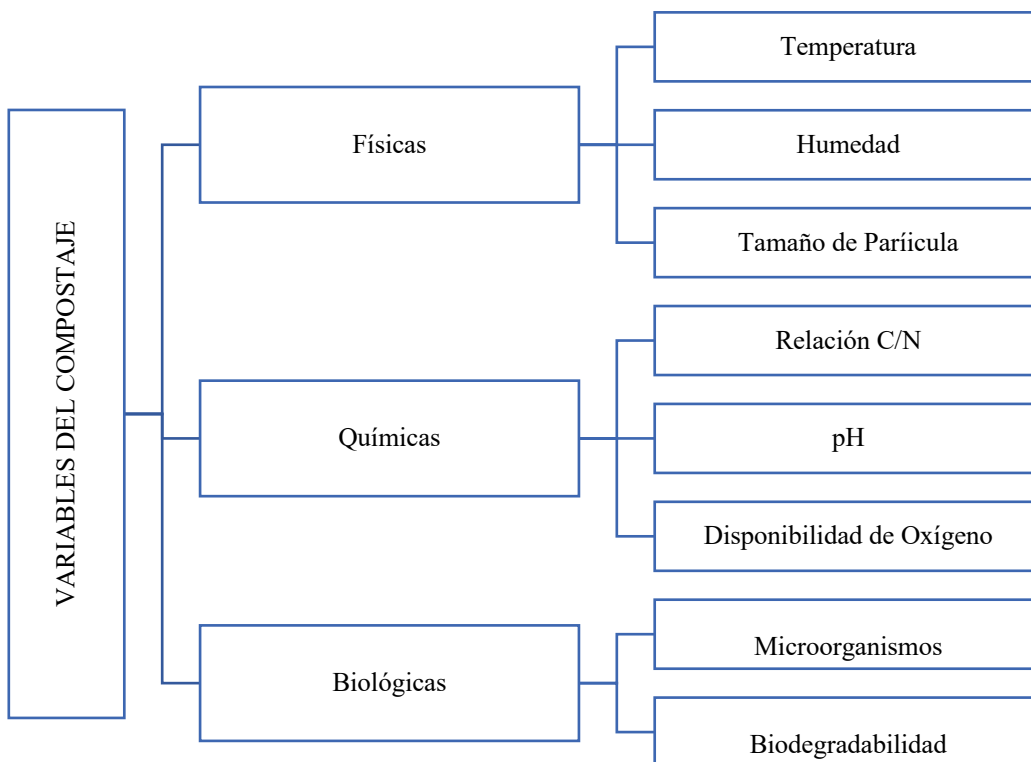 VARIABLES DEL COMPOSTAJE
Físicas
Temperatura
Humedad
Tamaño de Paríicula
Químicas
Relación C/N
pH
Disponibilidad de Oxígeno
Biológicas
Microorganismos
Biodegradabilidad